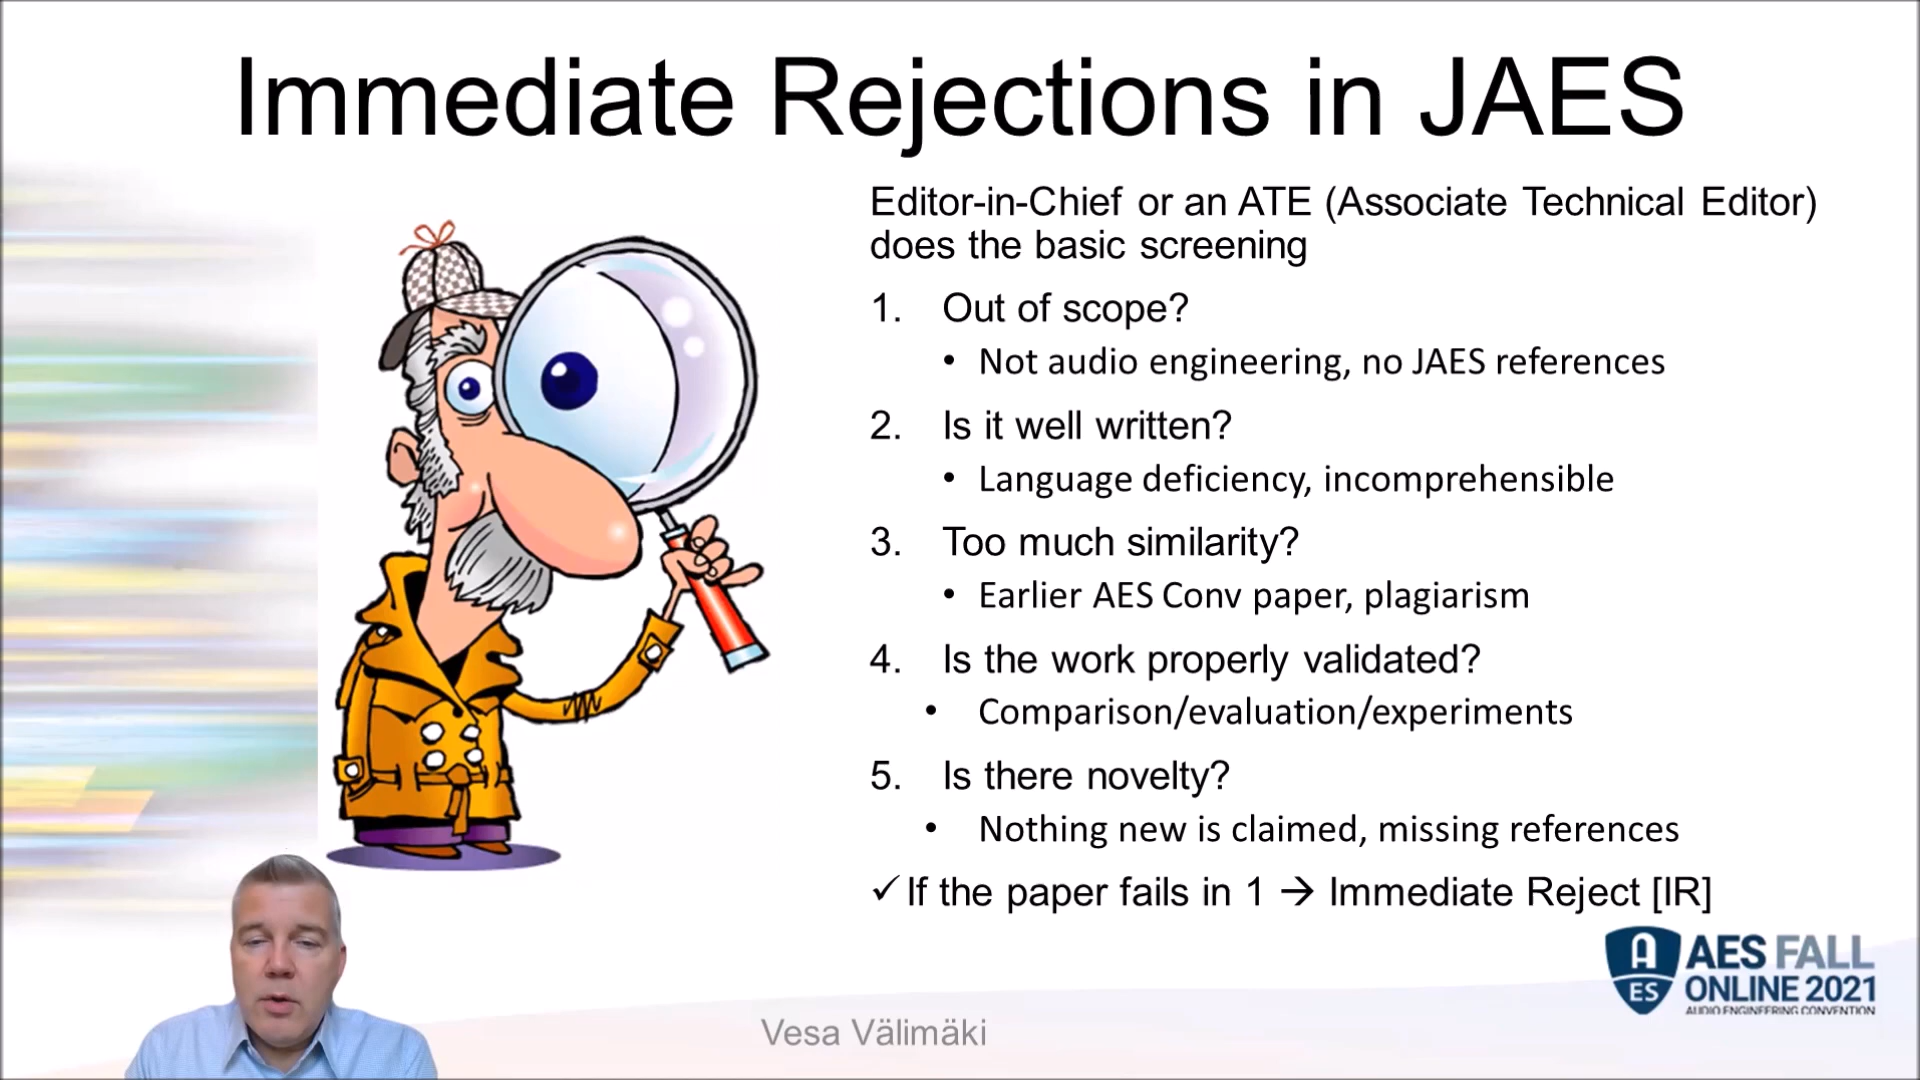 Immediate Rejections in JAES
Editor-in-Chief or an ATE (Associate Technical Editor)
does the basic screening
1. Out of scope?
• Not audio engineering, no JAES references
2. Is it well written?
• Language deficiency, incomprehensible
3. Too much similarity?
• Earlier AES Conv paper, plagiarism
4. Is the work properly validated?
• Comparison/evaluation/experiments
5. Is there novelty?
• Nothing new is claimed, missing references
✓ If the paper fails in 1 → Immediate Reject [IR]
A
ES
AES FALL
ONLINE 2021
AUDIO ENGINEERING CONVENTION
Vesa Välimäki